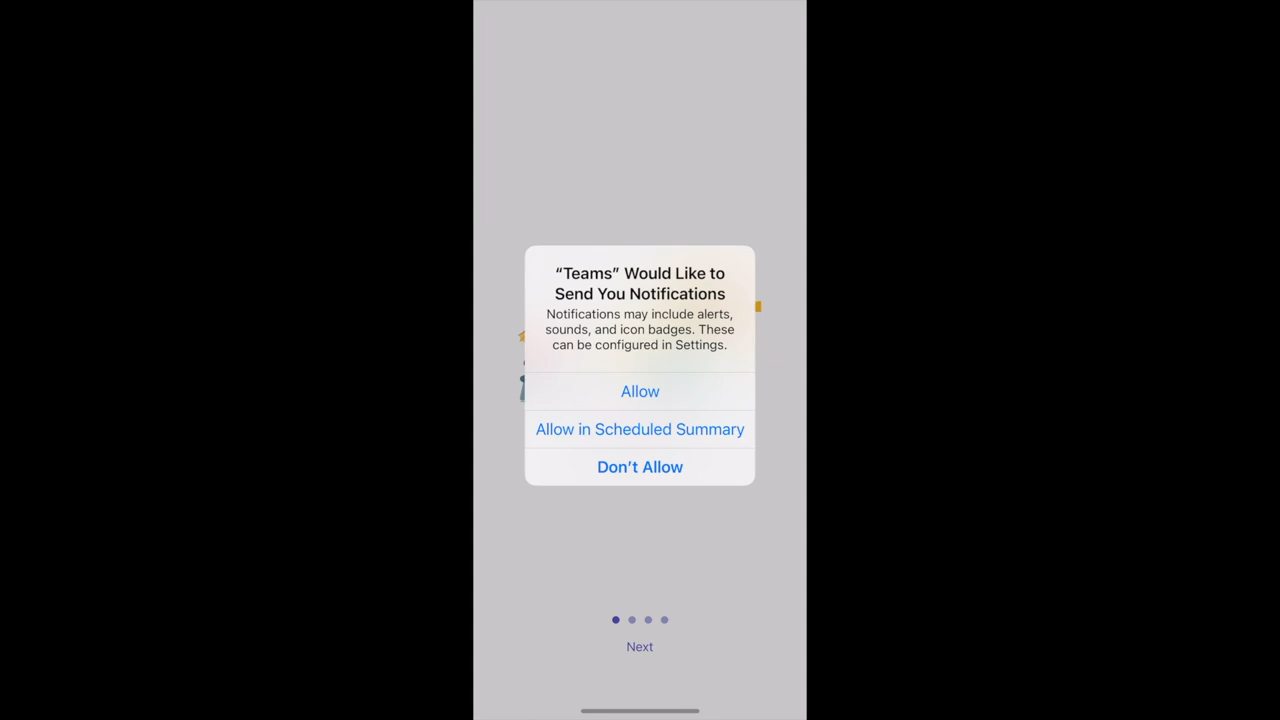 “Teams” Would Like to
Send You Notifications
Notifications may include alerts,
sounds, and icon badges. These
can be configured in Settings.
Allow
Allow in Scheduled Summary
Don’t Allow
Next